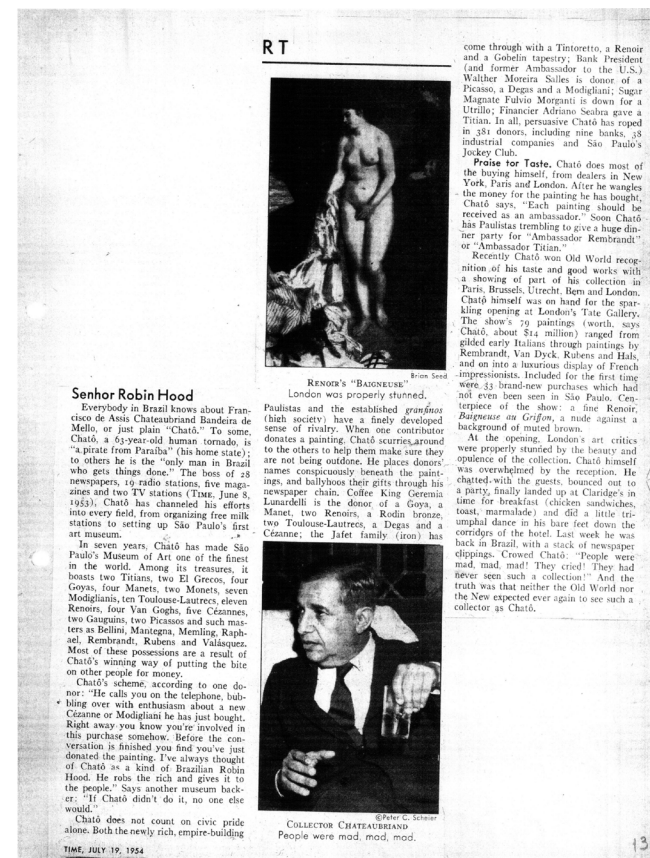 RT
Senhor Robin Hood
Everybody in Brazil knows about Fran-
cisco de Assis Chateaubriand Bandeira de
Mello, or just plain "Chatô." To some,
Chatô, a 63-year-old human tornado, is
"a pirate from Paraíba" (his home state);
to others he is the "only man in Brazil
who gets things done." The boss of 28
newspapers, 19 radio stations, five maga-
zines and two TV stations (TIME, June 8,
1953), Chatô has channeled his efforts
into every field, from organizing free milk
stations to setting up São Paulo's first
art museum.
In seven years, Chatô has made São
Paulo's Museum of Art one of the finest
in the world. Among its treasures, it
boasts two Titians, two El Grecos, four
Goyas, four Manets, two Monets, seven
Modiglianis, ten Toulouse-Lautrecs, eleven
Renoirs, four Van Goghs, five Cézannes,
two Gauguins, two Picassos and such mas-
ters as Bellini, Mantegna, Memling, Raph-
ael, Rembrandt, Rubens and Valásquez.
Most of these possessions are a result of
Chatô's winning way of putting the bite
on other people for money.
Chatô's scheme, according to one do-
nor: "He calls you on the telephone, bub-
bling over with enthusiasm about a new
Cézanne or Modigliani he has just bought.
Right away you know you're involved in
this purchase somehow. Before the con-
versation is finished you find you've just
donated the painting. I've always thought
of Chatô as a kind of Brazilian Robin
Hood. He robs the rich and gives it to
the people." Says another museum back-
er: "If Chatô didn't do it, no one else
would."
Chatô does not count on civic pride
alone. Both the newly rich, empire-building
TIME, JULY 19, 1954
Brian Seed
RENOIR'S "BAIGNEUSE"
London was properly stunned.
Paulistas and the established granfinos
(high society) have a finely developed
sense of rivalry. When one contributor
donates a painting, Chatô scurries around
to the others to help make sure they
are not being outdone. He places donors'
names conspicuously beneath the paint-
ings, and ballyhoos their gifts through his
newspaper chain. Coffee King Geremia
Lunardelli is the donor of a Goya, a
Manet, two Renoirs, a Rodin bronze,
two Toulouse-Lautrecs, a Degas and a
Cézanne; the Jafet family (iron) has
©Peter C. Scheier
COLLECTOR CHATEAUBRIAND
People were mad, mad, mad.
come through with a Tintoretto, a Renoir
and a Gobelin tapestry; Bank President
(and former Ambassador to the U.S.)
Walther Moreira Salles is donor of a
Picasso, a Degas and a Modigliani; Sugar
Magnate Fulvio Morganti is down for a
Utrillo; Financier Adriano Seabra gave a
Titian. In all, persuasive Chatô has roped
in 381 donors, including nine banks, 38
industrial companies and São Paulo's
Jockey Club.
Praise for Taste. Chatô does most of
the buying himself, from dealers in New
York, Paris and London. After he wangles
the money for the painting he has bought,
Chatô says, "Each painting should be
received as an ambassador." Soon Chatô
has Paulistas trembling to give a huge din-
ner party for "Ambassador Rembrandt"
or "Ambassador Titian."
Recently Chatô won Old World recog-
nition of his taste and good works with
a showing of part of his collection in
Paris, Brussels, Utrecht, Bern and London.
Chatô himself was on hand for the spar-
kling opening at London's Tate Gallery.
The show's 79 paintings (worth, says
Chatô, about $14 million) ranged from
gilded early Italians through paintings by
Rembrandt, Van Dyck, Rubens and Hals,
and on into a luxurious display of French
impressionists. Included for the first time
were 33 brand-new purchases which had
not even been seen in São Paulo. Cen-
terpiece of the show: a fine Renoir,
Baigneuse au Griffon, a nude against a
background of muted brown.
At the opening, London's art critics
were properly stunned by the beauty and
opulence of the collection. Chatô himself
was overwhelmed by the reception. He
chatted with the guests, bounced out to
a party, finally landed up at Claridge's in
time for breakfast (chicken sandwiches,
toast, marmalade) and did a little tri-
umphal dance in his bare feet down the
corridors of the hotel. Last week he was
back in Brazil, with a stack of newspaper
clippings. Crowed Chatô: "People were
mad, mad, mad! They cried! They had
never seen such a collection!" And the
truth was that neither the Old World nor
the New expected ever again to see such a
collector as Chatô.
13